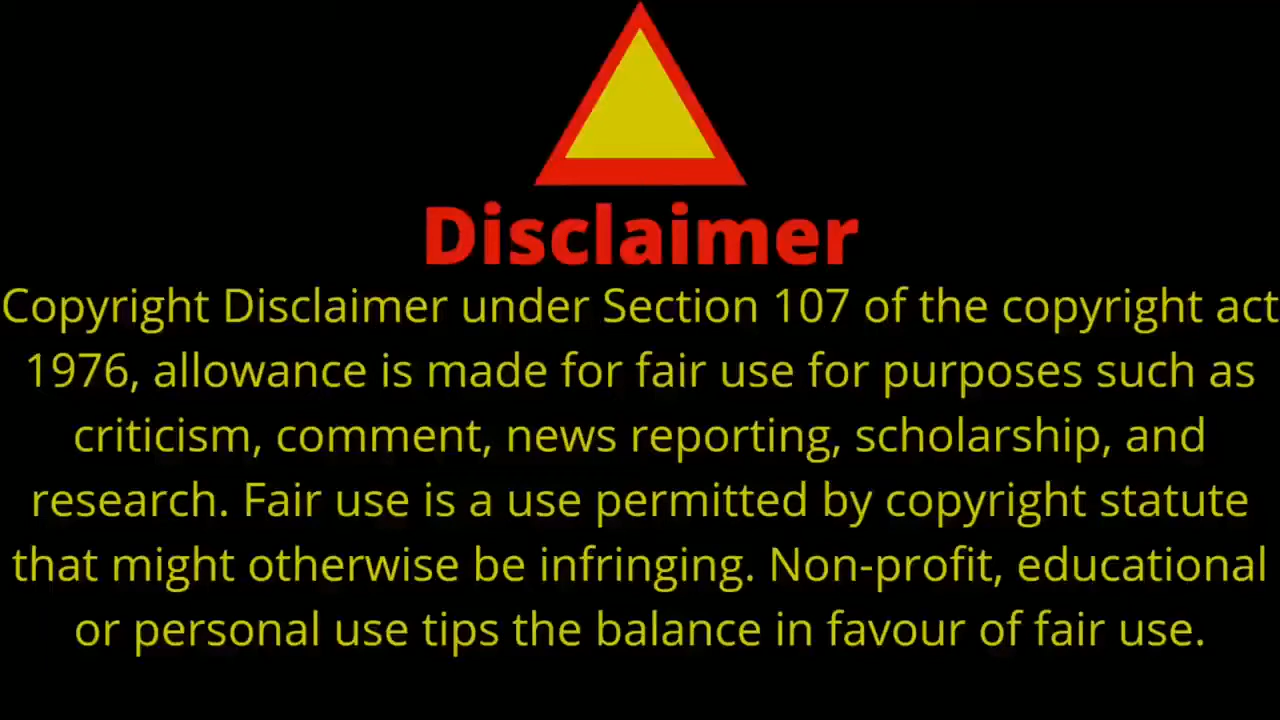 Disclaimer
Copyright Disclaimer under Section 107 of the copyright act
1976, allowance is made for fair use for purposes such as
criticism, comment, news reporting, scholarship, and
research. Fair use is a use permitted by copyright statute
that might otherwise be infringing. Non-profit, educational
or personal use tips the balance in favour of fair use.